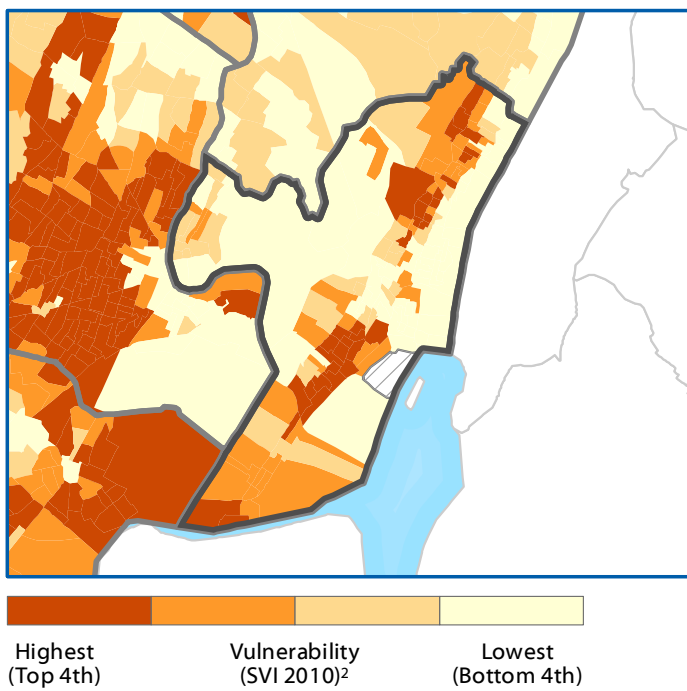 Highest
(Top 4th)
Vulnerability
(SVI 2010)²
Lowest
(Bottom 4th)